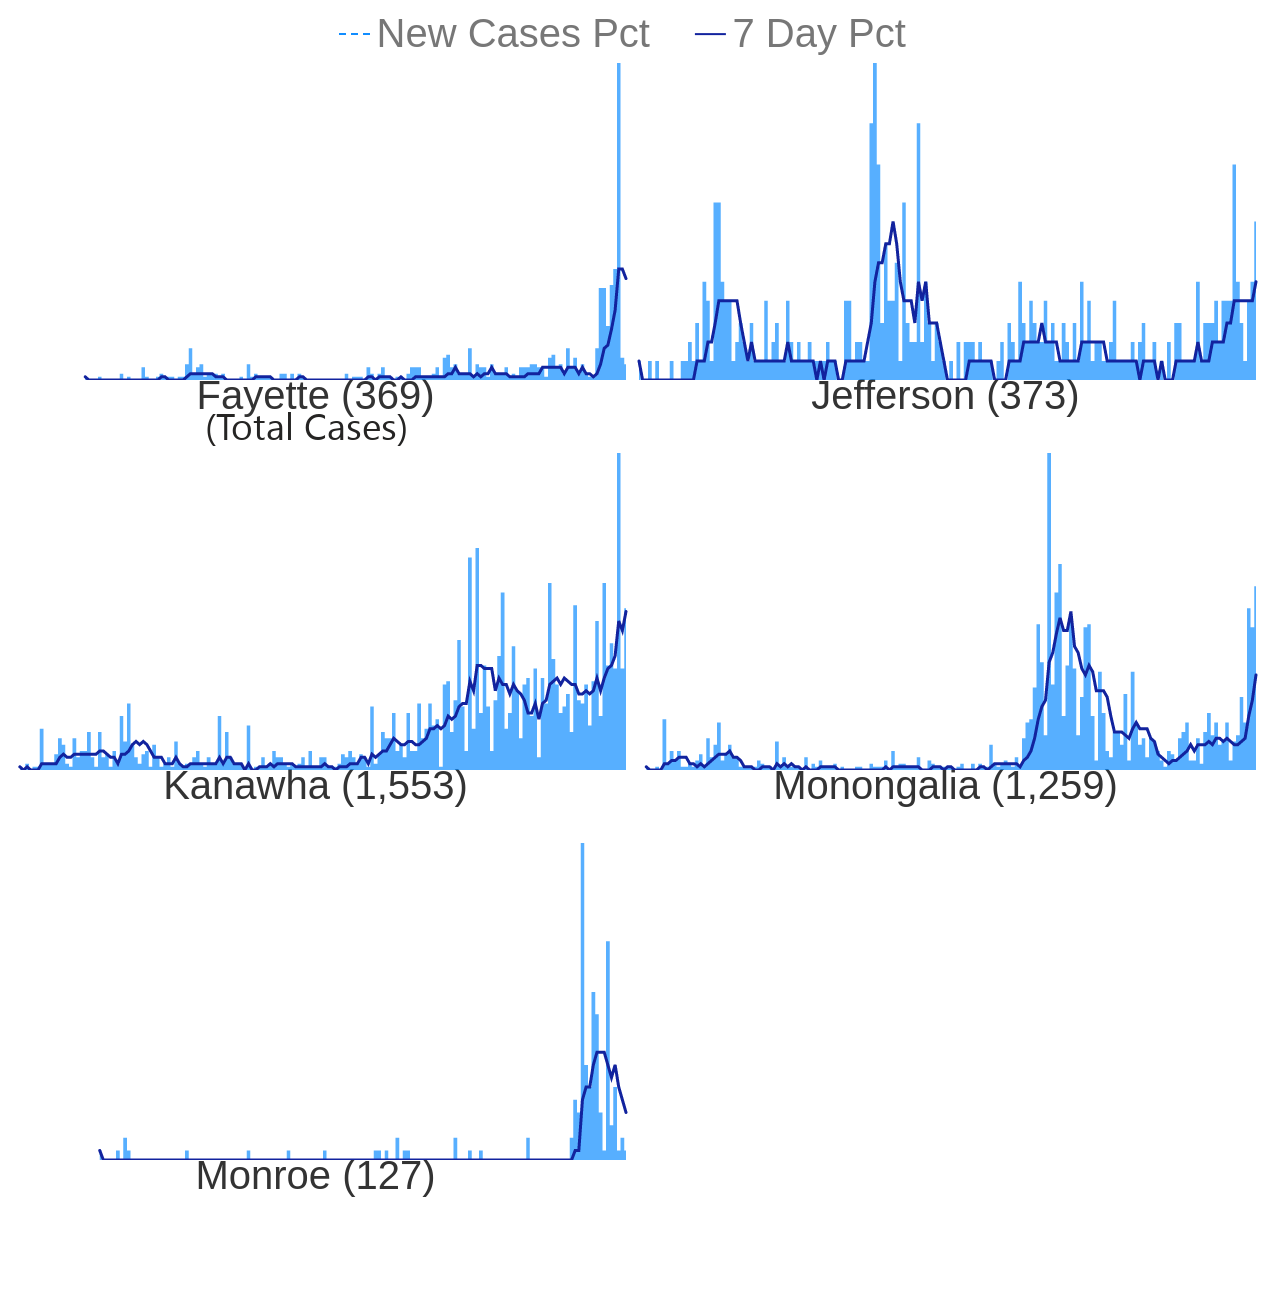 New Cases Pct 7 Day Pct
Fayette (369) Jefferson (373)
(Total Cases)
Kanawha (1,553) Monongalia (1,259)
Monroe (127)